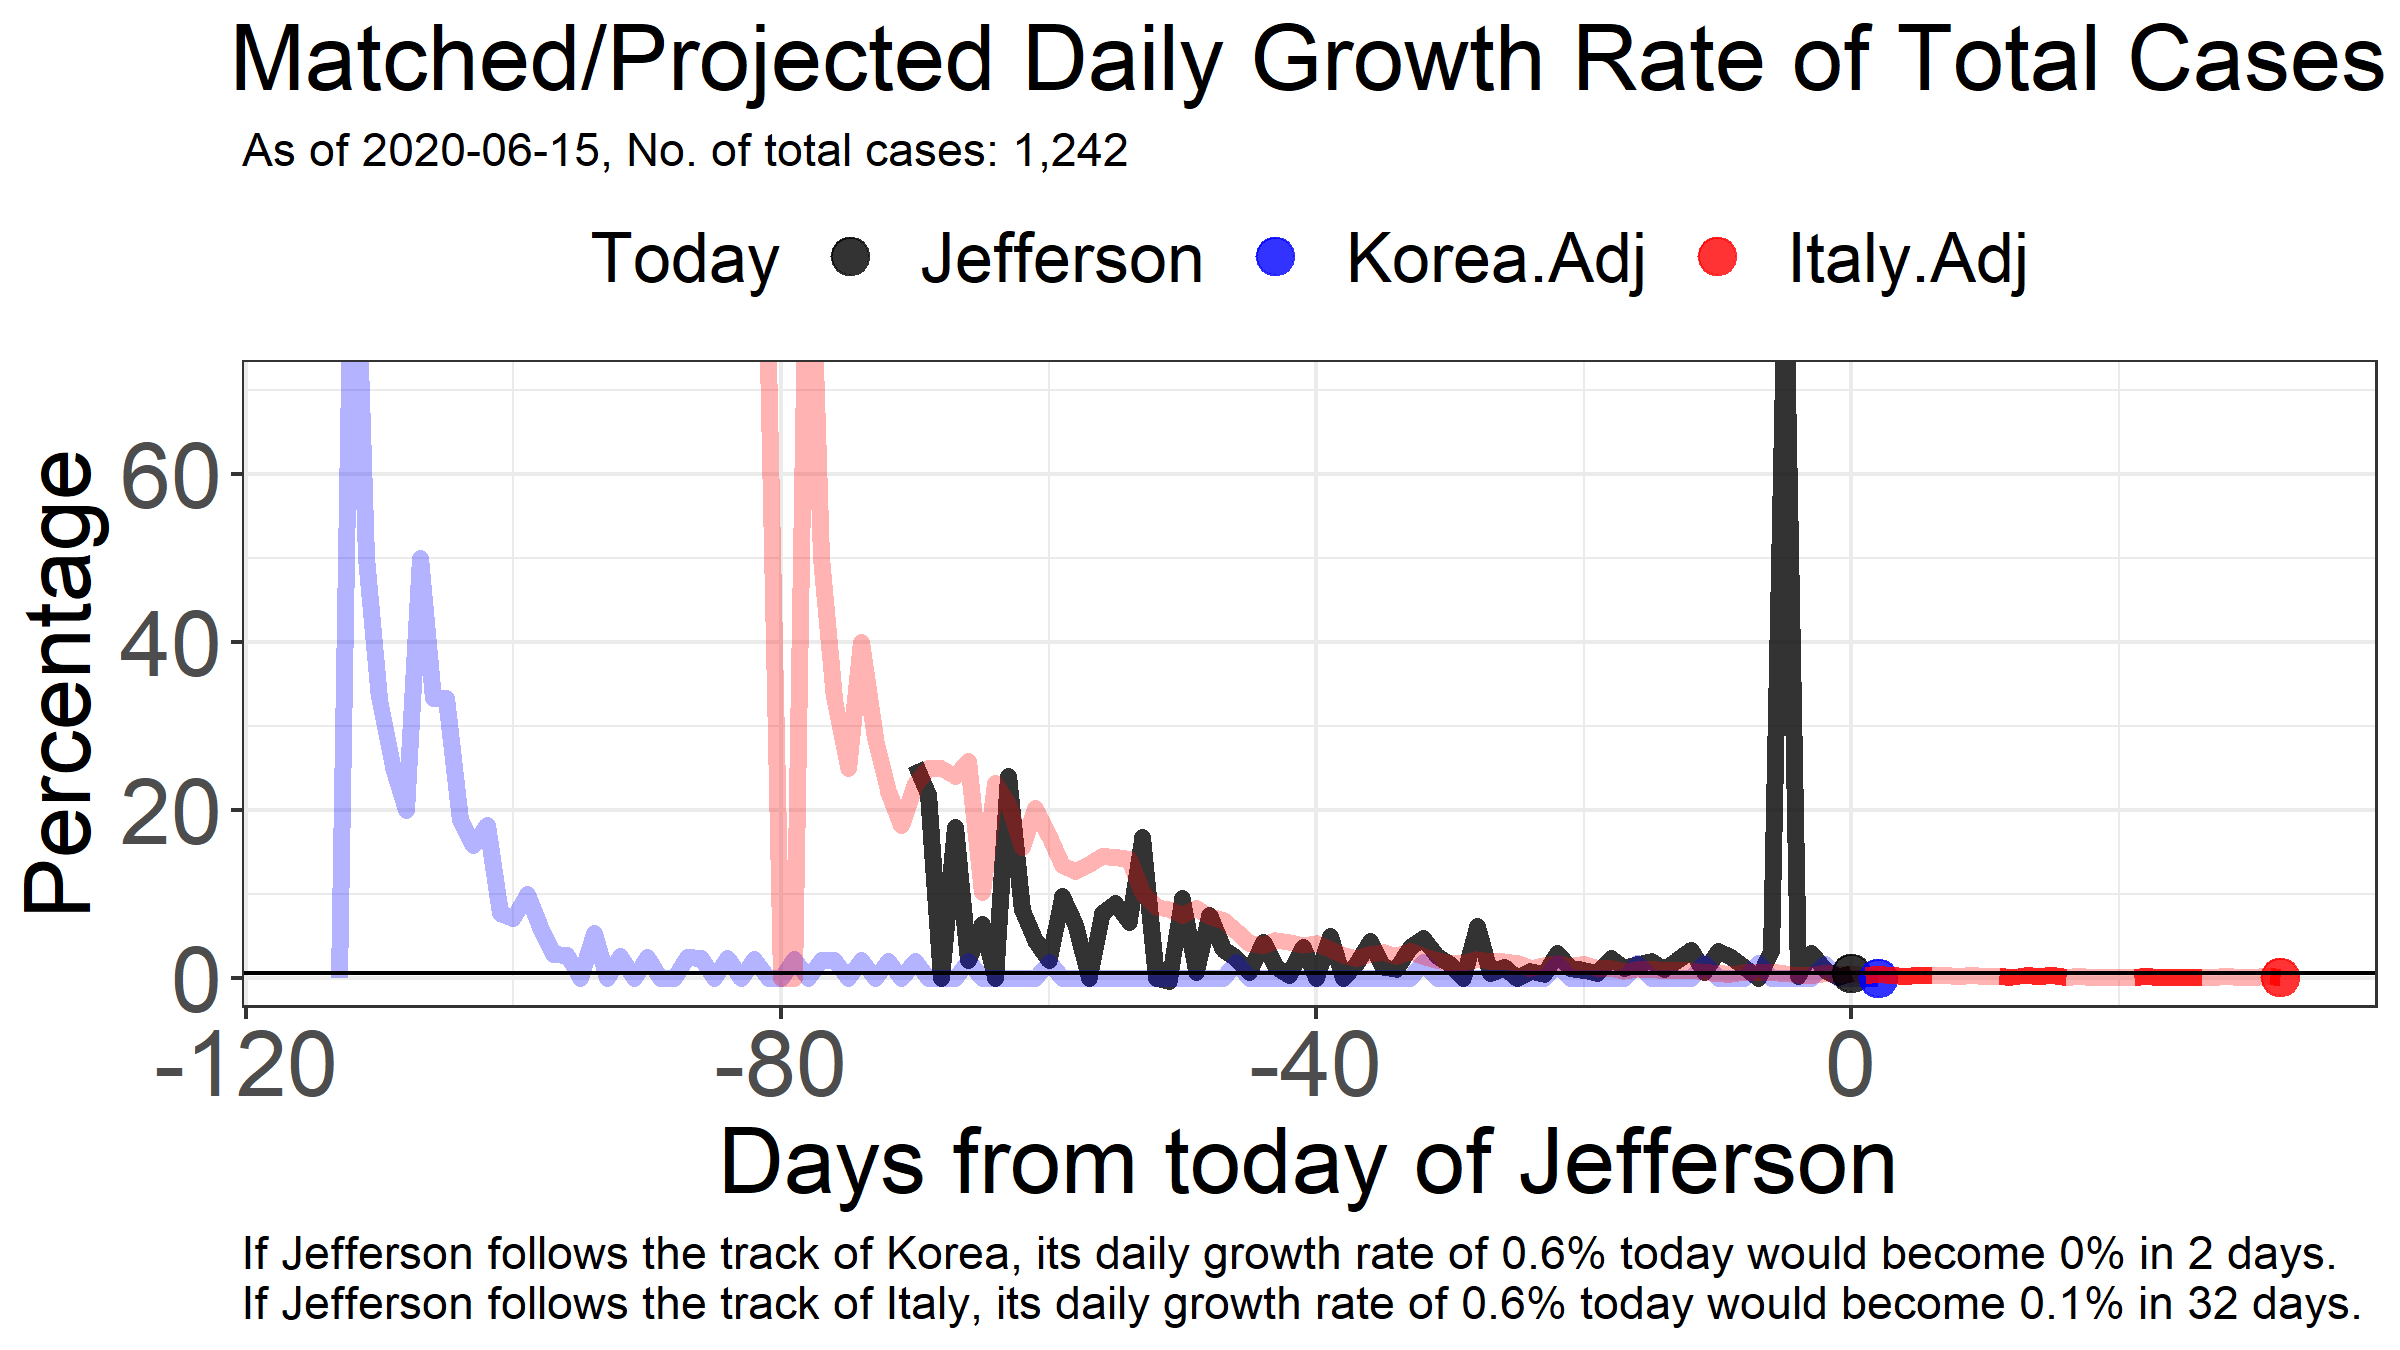 Matched/Projected Daily Growth Rate of Total Cases
As of 2020-06-15, No. of total cases: 1,242
Today Jefferson Korea.Adj Italy.Adj
Percentage
60
40
20
0
-120 -80 -40 0
Days from today of Jefferson
If Jefferson follows the track of Korea, its daily growth rate of 0.6% today would become 0% in 2 days.
If Jefferson follows the track of Italy, its daily growth rate of 0.6% today would become 0.1% in 32 days.